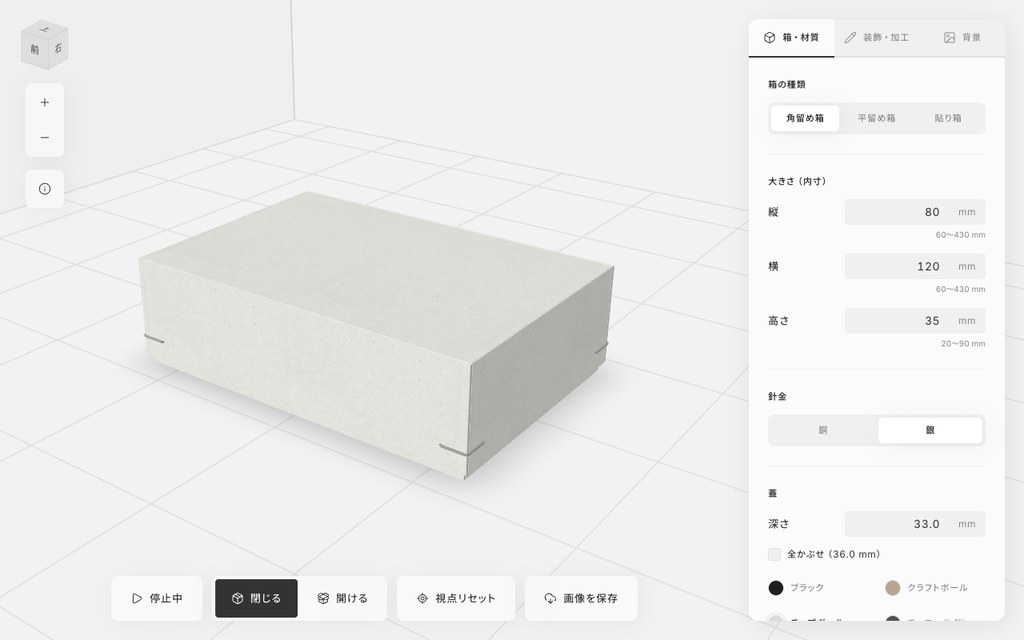 上
前 右
箱・材質 装飾・加工 背景
箱の種類
角留め箱 平留め箱 貼り箱
大きさ（内寸）
縦 80 mm
60〜430 mm
横 120 mm
60〜430 mm
高さ 35 mm
20〜90 mm
針金
銅 銀
蓋
深さ 33.0 mm
全かぶせ（36.0 mm）
ブラック クラフトボール
停止中 閉じる 開ける 視点リセット 画像を保存